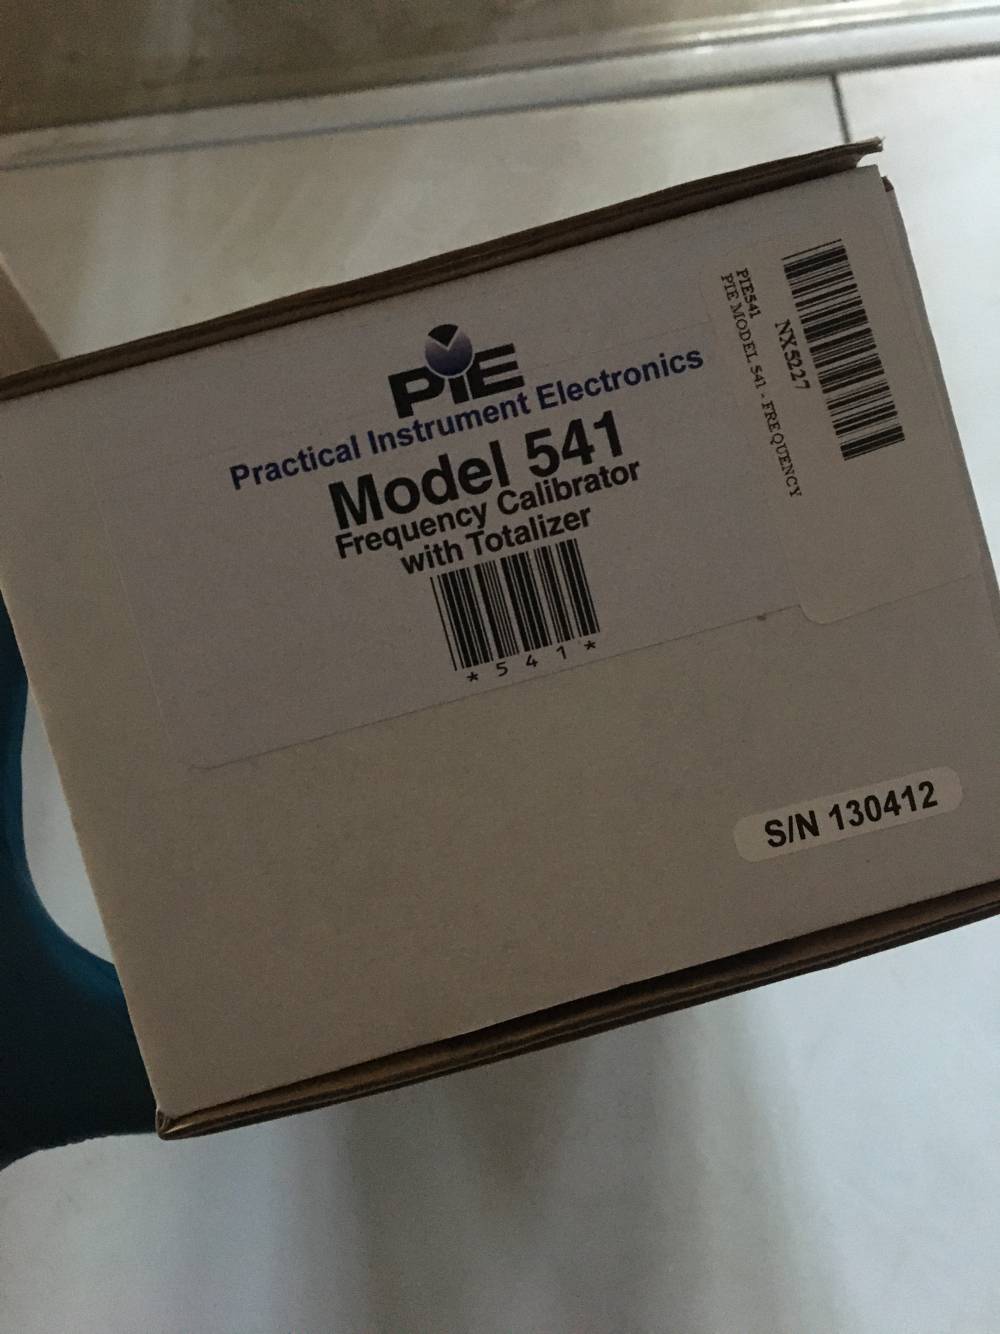 PIE
Practical Instrument Electronics
Model 541
Frequency Calibrator
with Totalizer
*541*
NX5227
PIE541
PIE MODEL 541 - FREQUENCY
S/N 130412